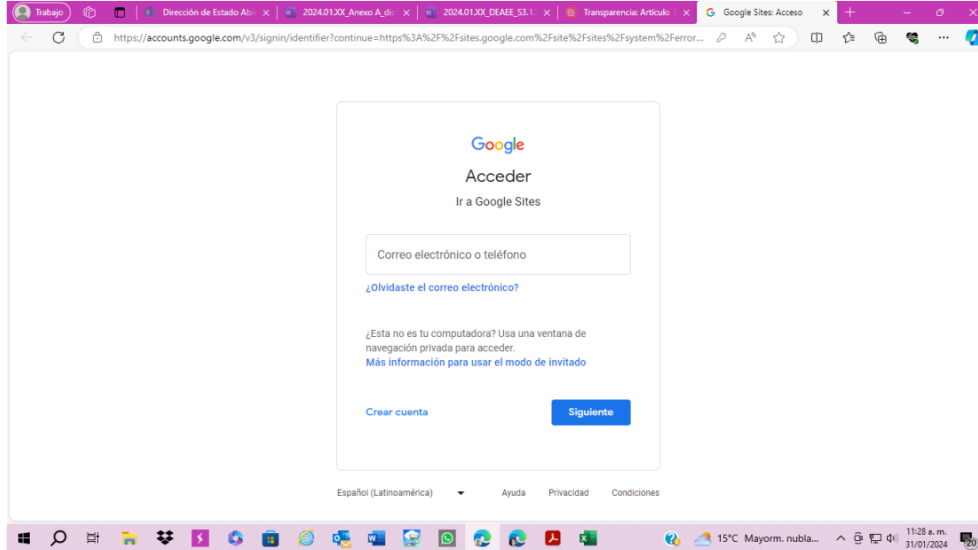 Trabajo
Dirección de Estado Abi
2024.01.XX_Anexo A_dic
2024.01.XX_DEAEE_S3.1.
Transparencia: Artículo 1
Google Sites: Acceso
https://accounts.google.com/v3/signin/identifier?continue=https%3A%2F%2Fsites.google.com%2Fsite%2Fsites%2Fsystem%2Ferror...
Google
Acceder
Ir a Google Sites
Correo electrónico o teléfono
¿Olvidaste el correo electrónico?
¿Esta no es tu computadora? Usa una ventana de
navegación privada para acceder.
Más información para usar el modo de invitado
Crear cuenta
Siguiente
Español (Latinoamérica)
Ayuda
Privacidad
Condiciones
15°C Mayorm. nubla...
11:28 a. m.
31/01/2024